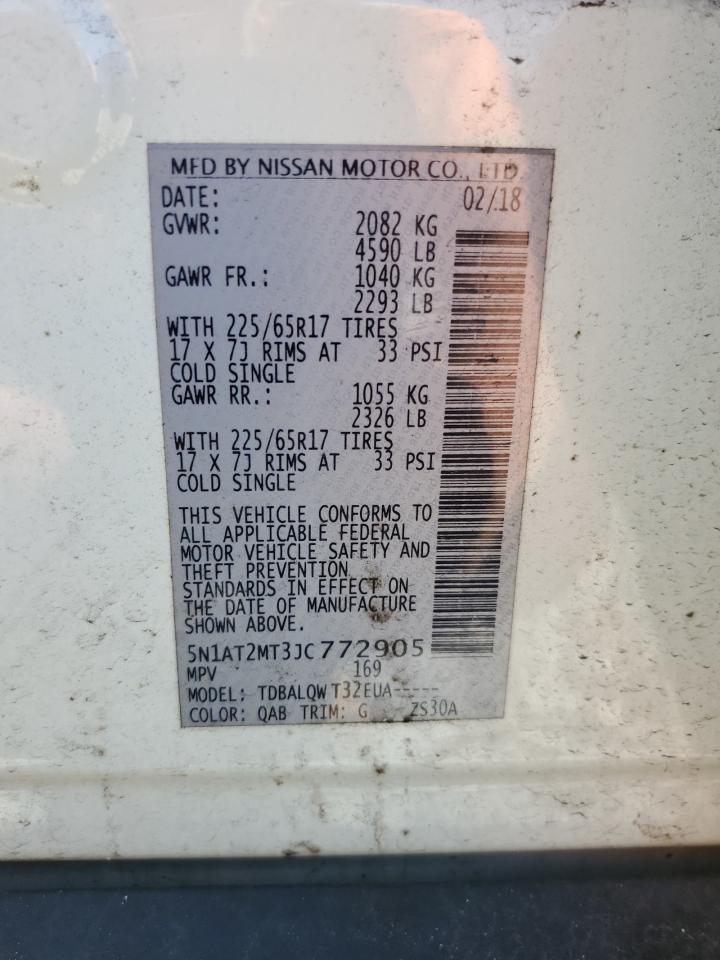 MFD BY NISSAN MOTOR CO., LTD.
DATE: 02/18
GVWR: 2082 KG
4590 LB
GAWR FR.: 1040 KG
2293 LB
WITH 225/65R17 TIRES
17 X 7J RIMS AT 33 PSI
COLD SINGLE
GAWR RR.: 1055 KG
2326 LB
WITH 225/65R17 TIRES
17 X 7J RIMS AT 33 PSI
COLD SINGLE
THIS VEHICLE CONFORMS TO
ALL APPLICABLE FEDERAL
MOTOR VEHICLE SAFETY AND
THEFT PREVENTION
STANDARDS IN EFFECT ON
THE DATE OF MANUFACTURE
SHOWN ABOVE.
5N1AT2MT3JC772905
MPV 169
MODEL: TDBALQW T32EUA-----
COLOR: QAB TRIM: G ZS30A